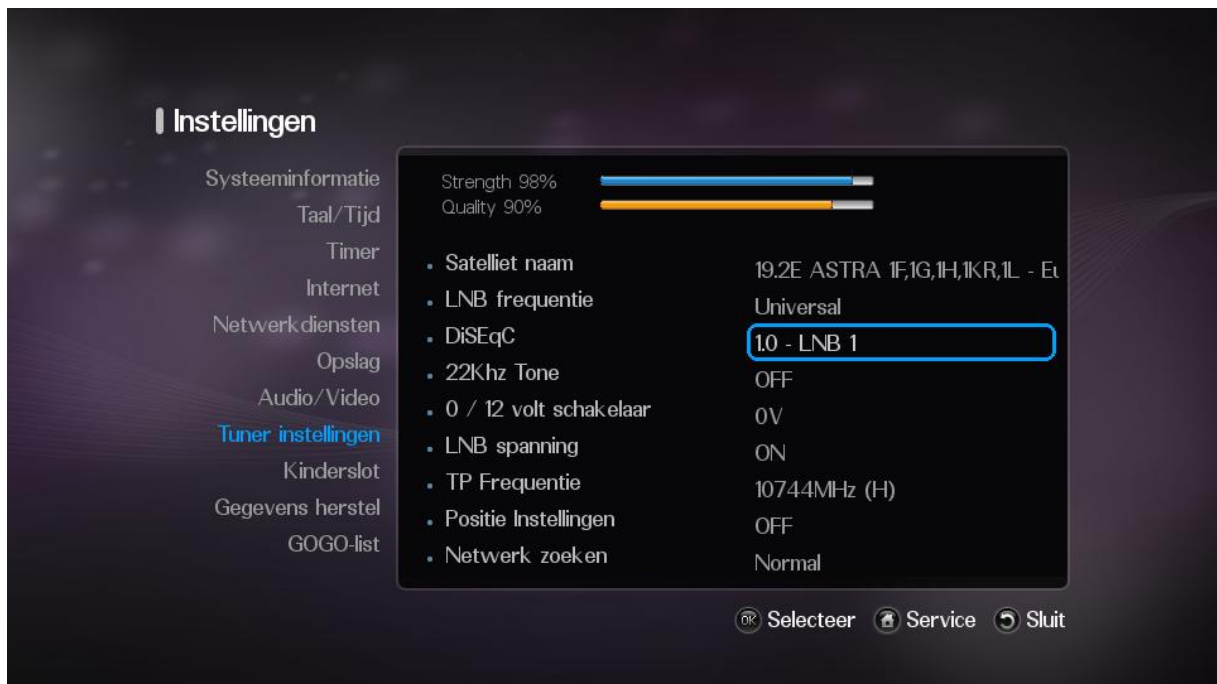 Instellingen
Systeeminformatie
Taal/Tijd
Timer
Internet
Netwerkdiensten
Opslag
Audio/Video
Tuner instellingen
Kinderslot
Gegevens herstel
GOGO-list
Strength 98%
Quality 90%
Satelliet naam 19.2E ASTRA 1F,1G,1H,1KR,1L - Eu
LNB frequentie Universal
DiSEqC 1.0 - LNB 1
22Khz Tone OFF
0 / 12 volt schakelaar 0V
LNB spanning ON
TP Frequentie 10744MHz (H)
Positie Instellingen OFF
Netwerk zoeken Normal
OK Selecteer Service Sluit